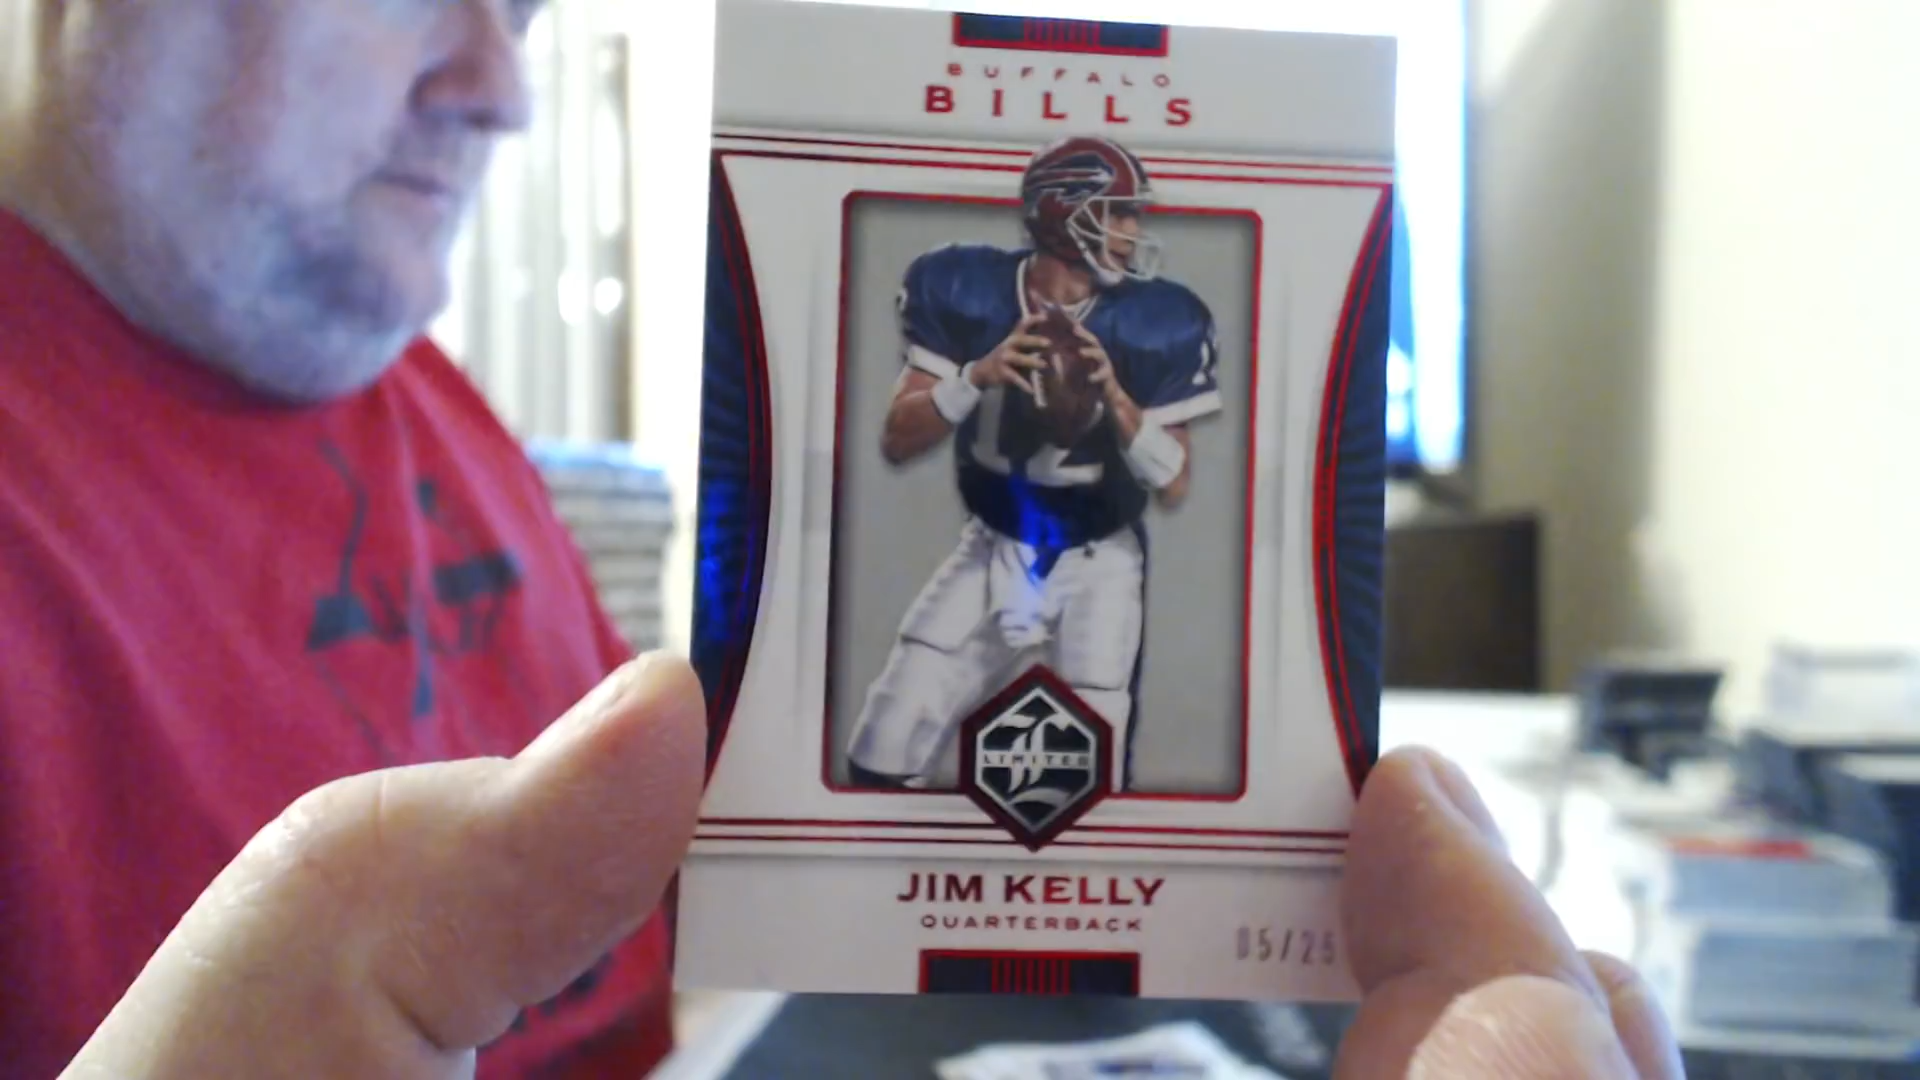 BUFFALO
BILLS
12
LIMITED
JIM KELLY
QUARTERBACK
05/25